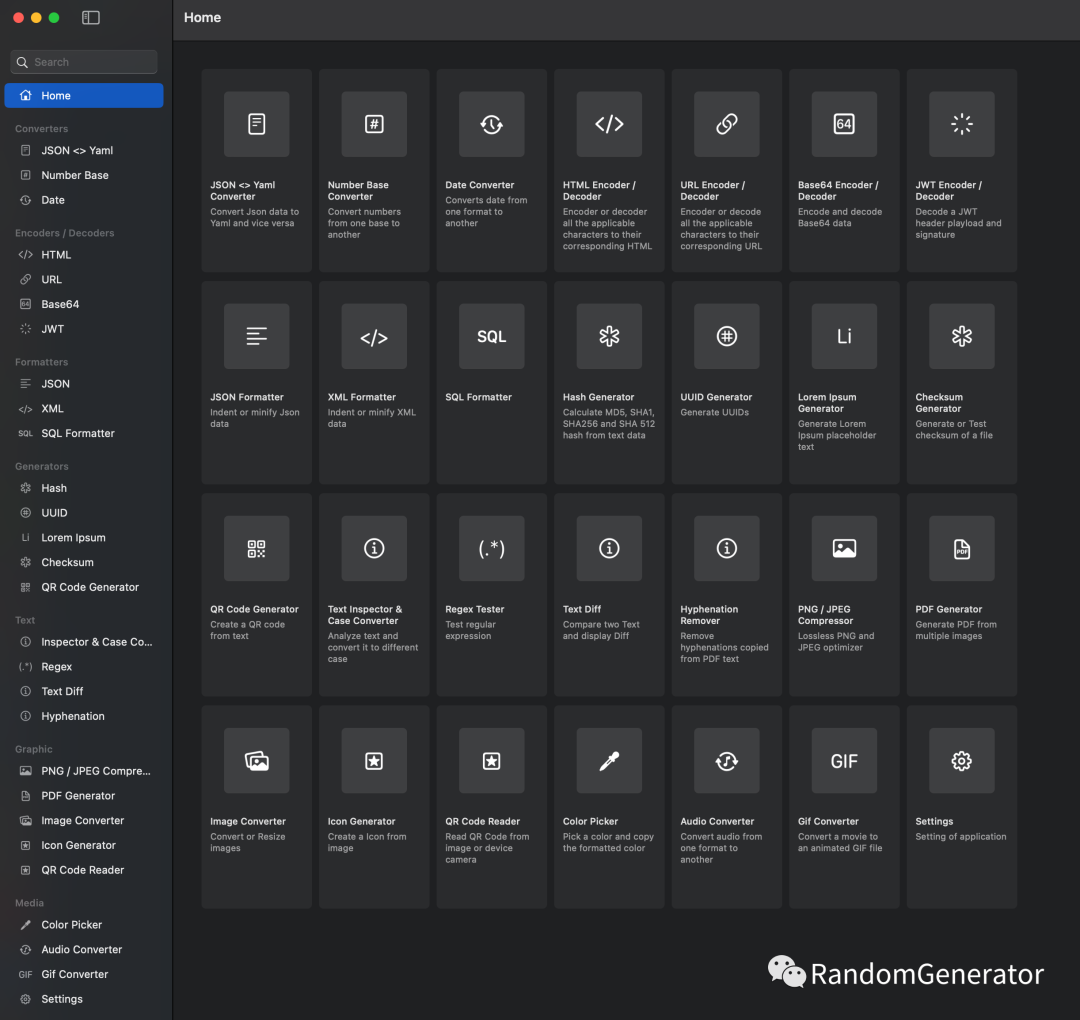 Home
Search
Home
Converters
JSON <> Yaml
Number Base
Date
Encoders / Decoders
HTML
URL
64
Base64
JWT
Formatters
JSON
XML
SQL
SQL Formatter
Generators
Hash
UUID
Li
Lorem Ipsum
Checksum
QR Code Generator
Text
Inspector & Case Co...
(.*)
Regex
Text Diff
Hyphenation
Graphic
PNG / JPEG Compre...
PDF Generator
Image Converter
Icon Generator
QR Code Reader
Media
Color Picker
Audio Converter
GIF
Gif Converter
Settings
JSON <> Yaml
Converter
Convert Json data to
Yaml and vice versa
#
Number Base
Converter
Convert numbers
from one base to
another
Date Converter
Converts date from
one format to
another
</>
HTML Encoder /
Decoder
Encoder or decoder
all the applicable
characters to their
corresponding HTML
URL Encoder /
Decoder
Encoder or decode
all the applicable
characters to their
corresponding URL
64
Base64 Encoder /
Decoder
Encode and decode
Base64 data
JWT Encoder /
Decoder
Decode a JWT
header playload and
signature
JSON Formatter
Indent or minify Json
data
</>
XML Formatter
Indent or minify XML
data
SQL
SQL Formatter
Hash Generator
Calculate MD5, SHA1,
SHA256 and SHA 512
hash from text data
#
UUID Generator
Generate UUIDs
Li
Lorem Ipsum
Generator
Generate Lorem
Ipsum placeholder
text
Checksum
Generator
Generate or Test
checksum of a file
QR Code Generator
Create a QR code
from text
Text Inspector &
Case Converter
Analyze text and
convert it to different
case
(.*)
Regex Tester
Test regular
expression
Text Diff
Compare two Text
and display Diff
Hyphenation
Remover
Remove
hyphenations copied
from PDF text
PNG / JPEG
Compressor
Lossless PNG and
JPEG optimizer
PDF
PDF Generator
Generate PDF from
multiple images
Image Converter
Convert or Resize
images
Icon Generator
Create a Icon from
image
QR Code Reader
Read QR Code from
image or device
camera
Color Picker
Pick a color and copy
the formatted color
Audio Converter
Convert audio from
one format to
another
GIF
Gif Converter
Convert a movie to
an animated GIF file
Settings
Setting of application
RandomGenerator